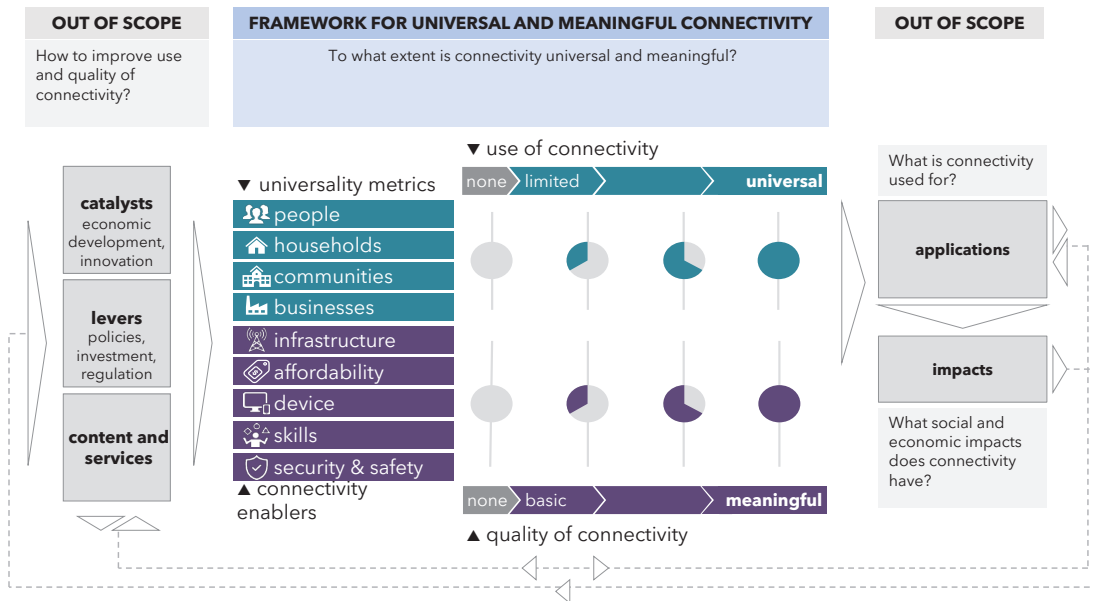 OUT OF SCOPE
How to improve use
and quality of
connectivity?
catalysts
economic
development,
innovation
levers
policies,
investment,
regulation
content and
services
FRAMEWORK FOR UNIVERSAL AND MEANINGFUL CONNECTIVITY
To what extent is connectivity universal and meaningful?
▼ universality metrics
people
households
communities
businesses
infrastructure
affordability
device
skills
security & safety
▲ connectivity
enablers
▼ use of connectivity
none limited universal
none basic meaningful
▲ quality of connectivity
OUT OF SCOPE
What is connectivity
used for?
applications
impacts
What social and
economic impacts
does connectivity
have?